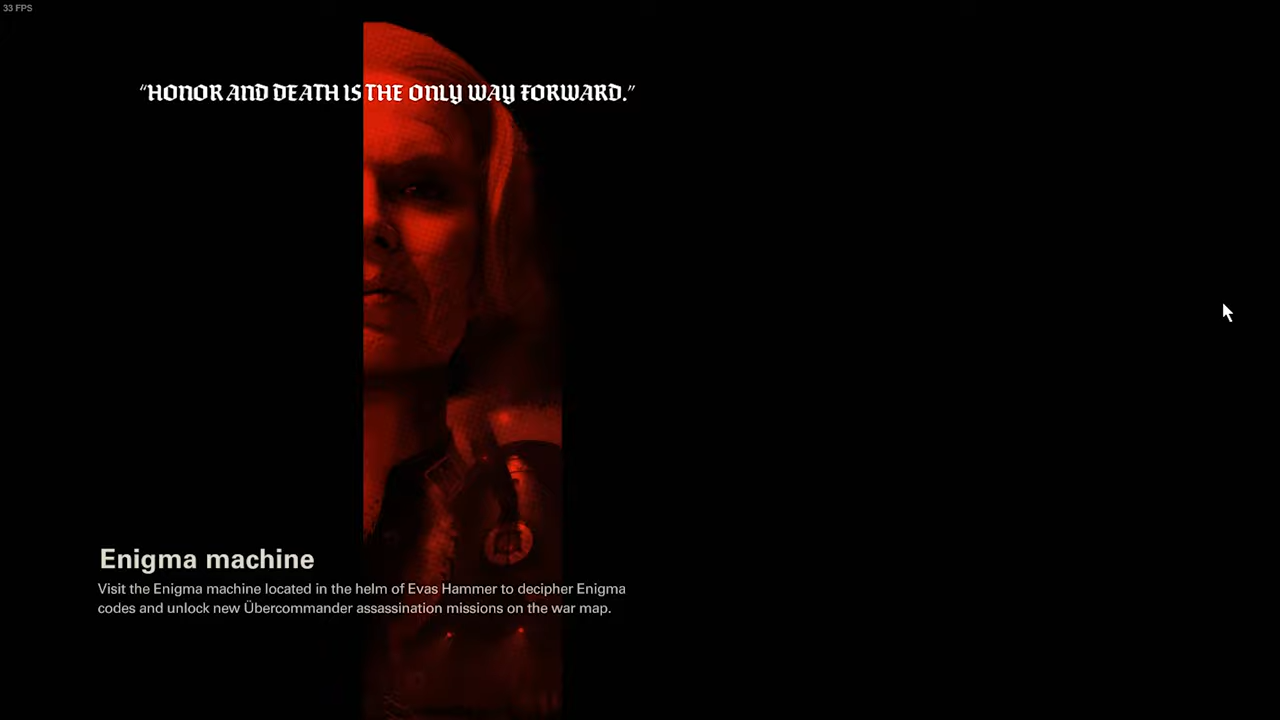 33 FPS
“HONOR AND DEATH IS THE ONLY WAY FORWARD.”
Enigma machine
Visit the Enigma machine located in the helm of Evas Hammer to decipher Enigma
codes and unlock new Übercommander assassination missions on the war map.